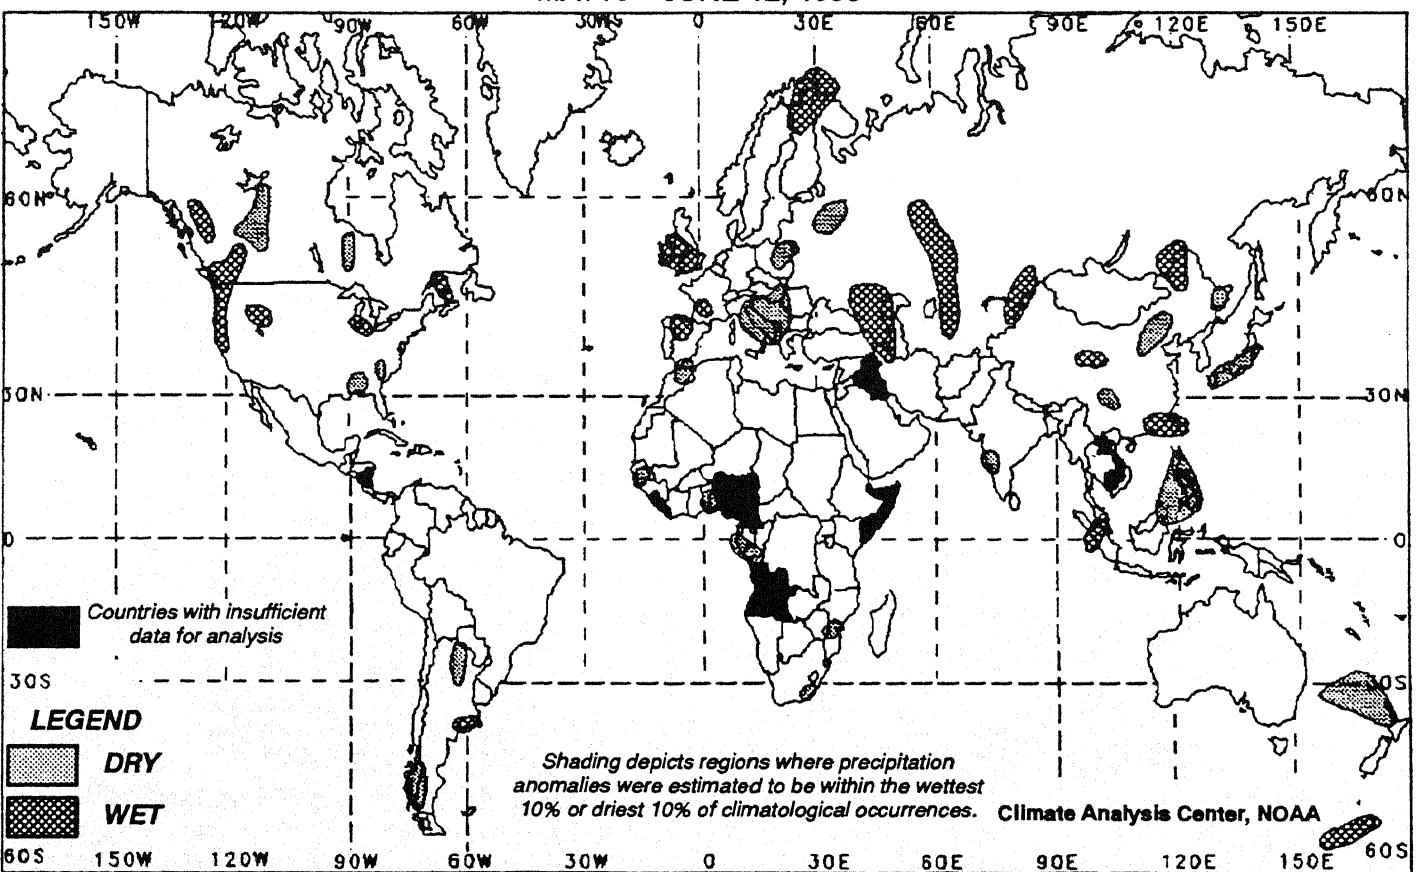 150W 120W 90W 60W 30W 0 30E 60E 90E 120E 150E
60N 60N
30N 30N
0 0
Countries with insufficient
data for analysis
30S 30S
LEGEND
DRY
WET
Shading depicts regions where precipitation
anomalies were estimated to be within the wettest
10% or driest 10% of climatological occurrences.
Climate Analysis Center, NOAA
60S 60S
150W 120W 90W 60W 30W 0 30E 60E 90E 120E 150E